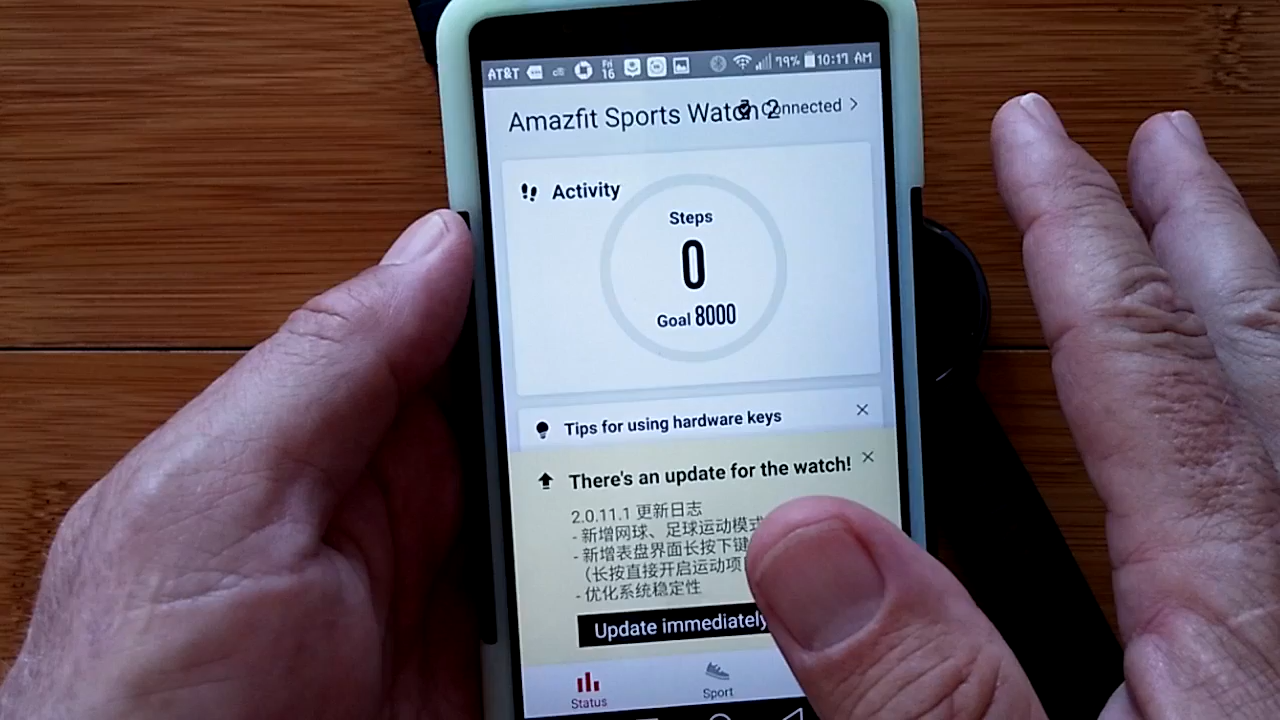 AT&T Fri 16 79% 10:17 AM
Amazfit Sports Watch 2 Connected
Activity
Steps
0
Goal 8000
Tips for using hardware keys
There's an update for the watch!
2.0.11.1 更新日志
- 新增网球、足球运动模式
- 新增表盘界面长按下键
（长按直接开启运动项
- 优化系统稳定性
Update immediately
Status
Sport